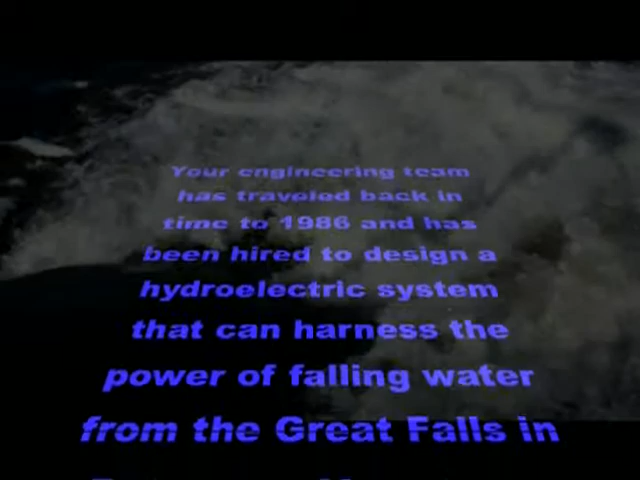 Your engineering team
has traveled back in
time to 1986 and has
been hired to design a
hydroelectric system
that can harness the
power of falling water
from the Great Falls in